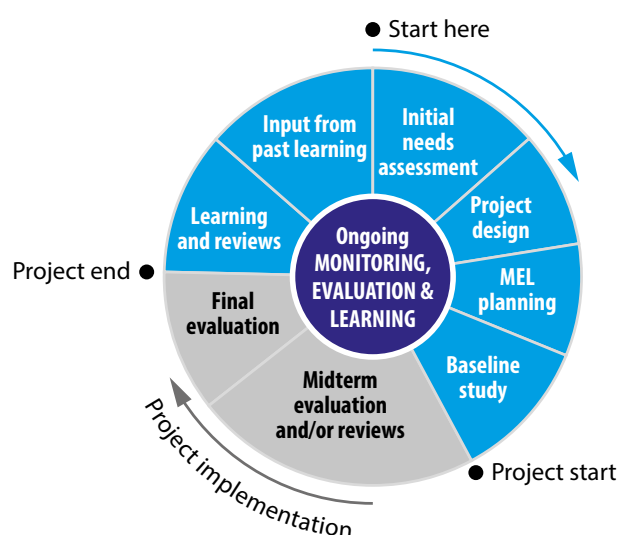 Start here
Initial
needs
assessment
Project
design
MEL
planning
Baseline
study
Project start
Midterm
evaluation
and/or reviews
Project implementation
Final
evaluation
Project end
Learning
and reviews
Input from
past learning
Ongoing
MONITORING,
EVALUATION &
LEARNING